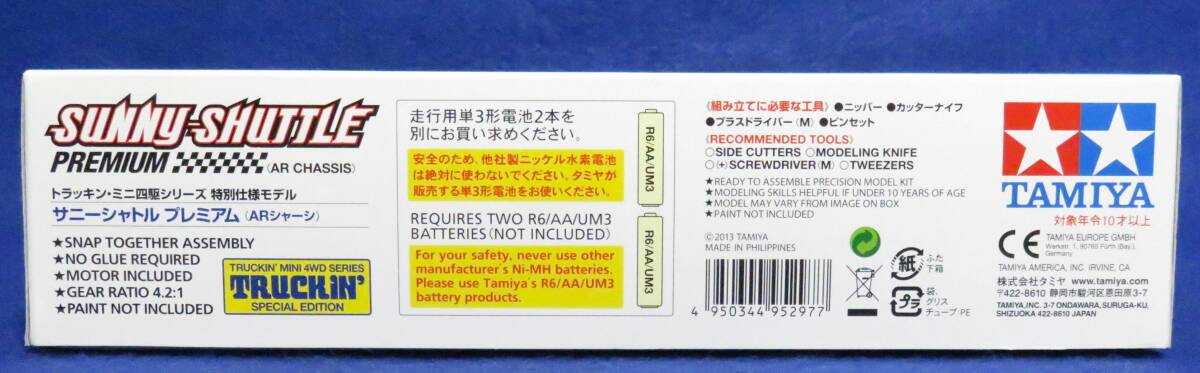 SUNNY-SHUTTLE
PREMIUM (AR CHASSIS)
トラッキン・ミニ四駆シリーズ 特別仕様モデル
サニーシャトル プレミアム (ARシャーシ)
★SNAP TOGETHER ASSEMBLY
★NO GLUE REQUIRED
★MOTOR INCLUDED
★GEAR RATIO 4.2:1
★PAINT NOT INCLUDED
TRUCKIN' MINI 4WD SERIES
TRUCKIN'
SPECIAL EDITION
走行用単3形電池2本を
別にお買い求めください。
安全のため、他社製ニッケル水素電池
は絶対に使わないでください。タミヤが
販売する単3形電池をお使いください。
REQUIRES TWO R6/AA/UM3
BATTERIES (NOT INCLUDED)
For your safety, never use other
manufacturer's Ni-MH batteries.
Please use Tamiya's R6/AA/UM3
battery products.
R6/AA/UM3
R6/AA/UM3
《組み立てに必要な工具》 ●ニッパー ●カッターナイフ
●プラスドライバー(M) ●ピンセット
《RECOMMENDED TOOLS》
○SIDE CUTTERS ○MODELING KNIFE
○(+) SCREWDRIVER (M) ○TWEEZERS
★READY TO ASSEMBLE PRECISION MODEL KIT
★MODELING SKILLS HELPFUL IF UNDER 10 YEARS OF AGE
★MODEL MAY VARY FROM IMAGE ON BOX
★PAINT NOT INCLUDED
©2013 TAMIYA
MADE IN PHILIPPINES
4 950344 952977
紙
ふた
下箱
プラ
袋、
グリス
チューブ:PE
TAMIYA
対象年令10才以上
CE
TAMIYA EUROPE GMBH
Werkstr. 1, 90765 Fürth (Bay.),
Germany
TAMIYA AMERICA, INC. IRVINE, CA
株式会社タミヤ www.tamiya.com
〒422-8610 静岡市駿河区恩田原3-7
TAMIYA,INC. 3-7 ONDAWARA, SURUGA-KU,
SHIZUOKA 422-8610 JAPAN